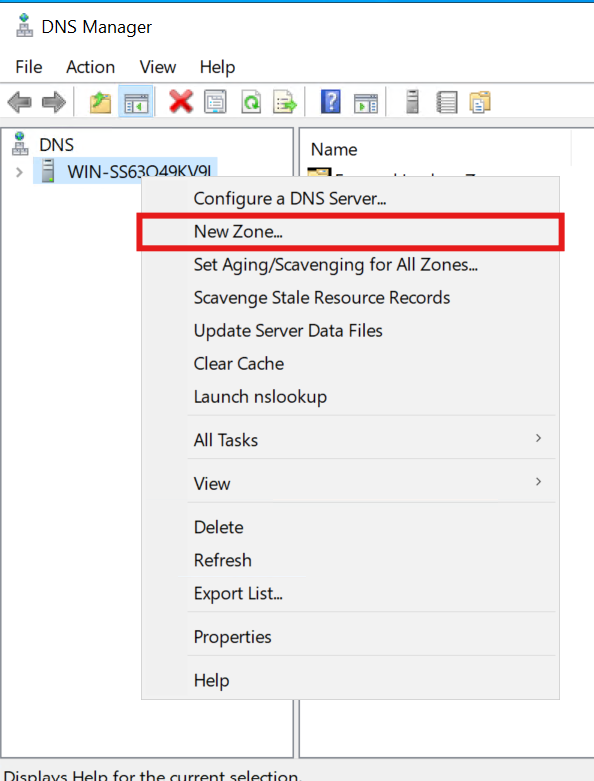 DNS Manager
File Action View Help
DNS
Name
WIN-SS63O49KV9I
Configure a DNS Server...
New Zone...
Set Aging/Scavenging for All Zones...
Scavenge Stale Resource Records
Update Server Data Files
Clear Cache
Launch nslookup
All Tasks
View
Delete
Refresh
Export List...
Properties
Help
Displays Help for the current selection.